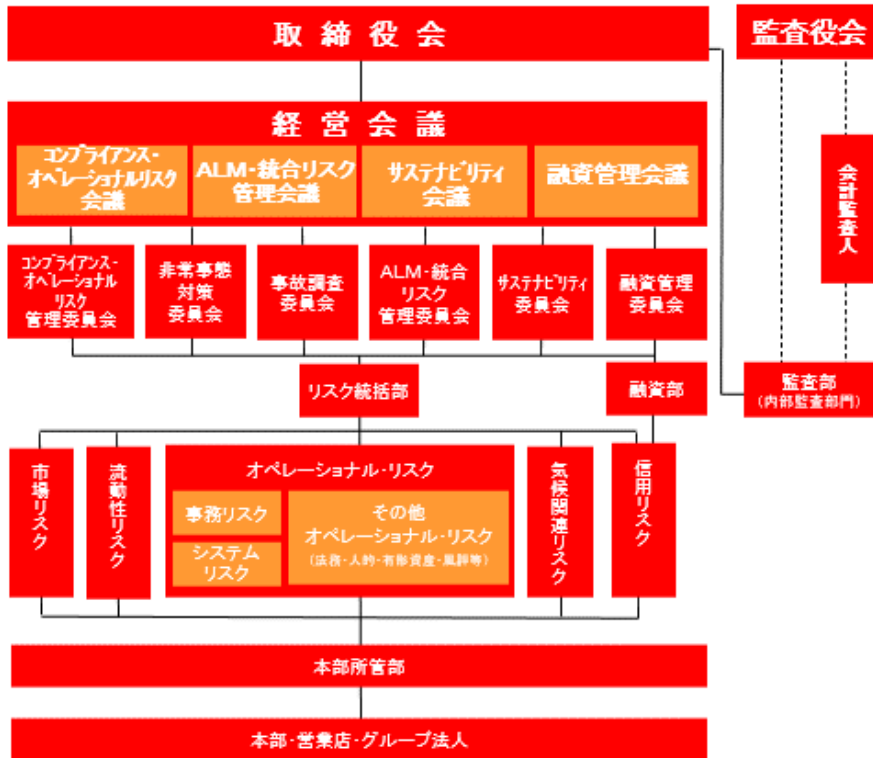 取締役会
監査役会
経営会議
コンプライアンス・
オペレーショナルリスク
会議
ALM・統合リスク
管理会議
サステナビリティ
会議
融資管理会議
会計監査人
コンプライアンス・
オペレーショナル
リスク
管理委員会
非常事態
対策
委員会
事故調査
委員会
ALM・統合
リスク
管理委員会
サステナビリティ
委員会
融資管理
委員会
リスク統括部
融資部
監査部
(内部監査部門)
市場リスク
流動性リスク
オペレーショナル・リスク
事務リスク
システム
リスク
その他
オペレーショナル・リスク
(法務・人的・有形資産・風評等)
気候関連リスク
信用リスク
本部所管部
本部・営業店・グループ法人